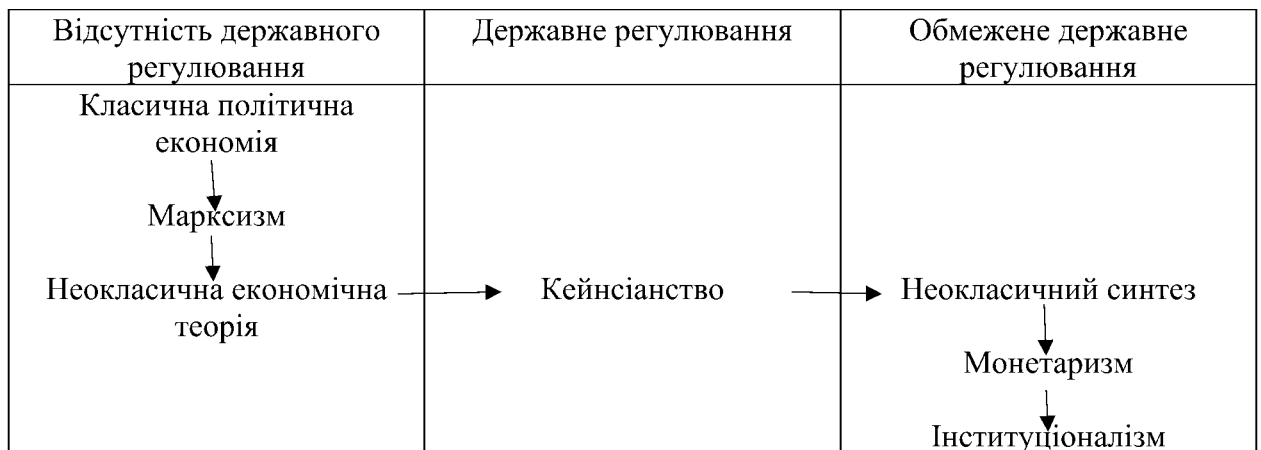 Відсутність державного
регулювання
Державне регулювання
Обмежене державне
регулювання
Класична політична
економія
Марксизм
Неокласична економічна
теорія
Кейнсіанство
Неокласичний синтез
Монетаризм
Інституціоналізм